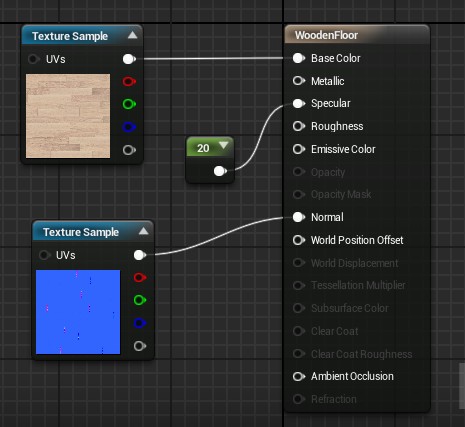 Texture Sample
UVs
20
Texture Sample
UVs
WoodenFloor
Base Color
Metallic
Specular
Roughness
Emissive Color
Opacity
Opacity Mask
Normal
World Position Offset
World Displacement
Tessellation Multiplier
Subsurface Color
Clear Coat
Clear Coat Roughness
Ambient Occlusion
Refraction